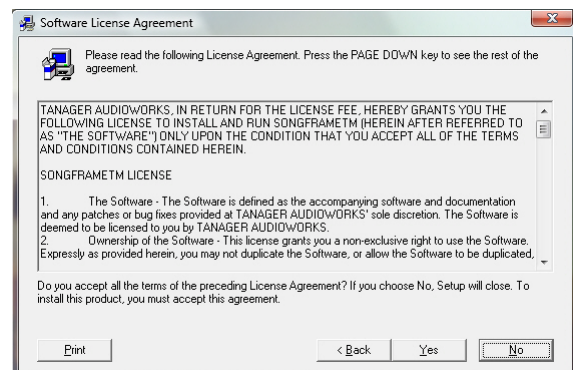 Software License Agreement
Please read the following License Agreement. Press the PAGE DOWN key to see the rest of the
agreement.
TANAGER AUDIOWORKS, IN RETURN FOR THE LICENSE FEE, HEREBY GRANTS YOU THE
FOLLOWING LICENSE TO INSTALL AND RUN SONGFRAMETM (HEREIN AFTER REFERRED TO
AS "THE SOFTWARE") ONLY UPON THE CONDITION THAT YOU ACCEPT ALL OF THE TERMS
AND CONDITIONS CONTAINED HEREIN.
SONGFRAMETM LICENSE
1. The Software - The Software is defined as the accompanying software and documentation
and any patches or bug fixes provided at TANAGER AUDIOWORKS' sole discretion. The Software is
deemed to be licensed to you by TANAGER AUDIOWORKS.
2. Ownership of the Software - This license grants you a non-exclusive right to use the Software.
Expressly as provided herein, you may not duplicate the Software, or allow the Software to be duplicated,
Do you accept all the terms of the preceding License Agreement? If you choose No, Setup will close. To
install this product, you must accept this agreement.
Print < Back Yes No